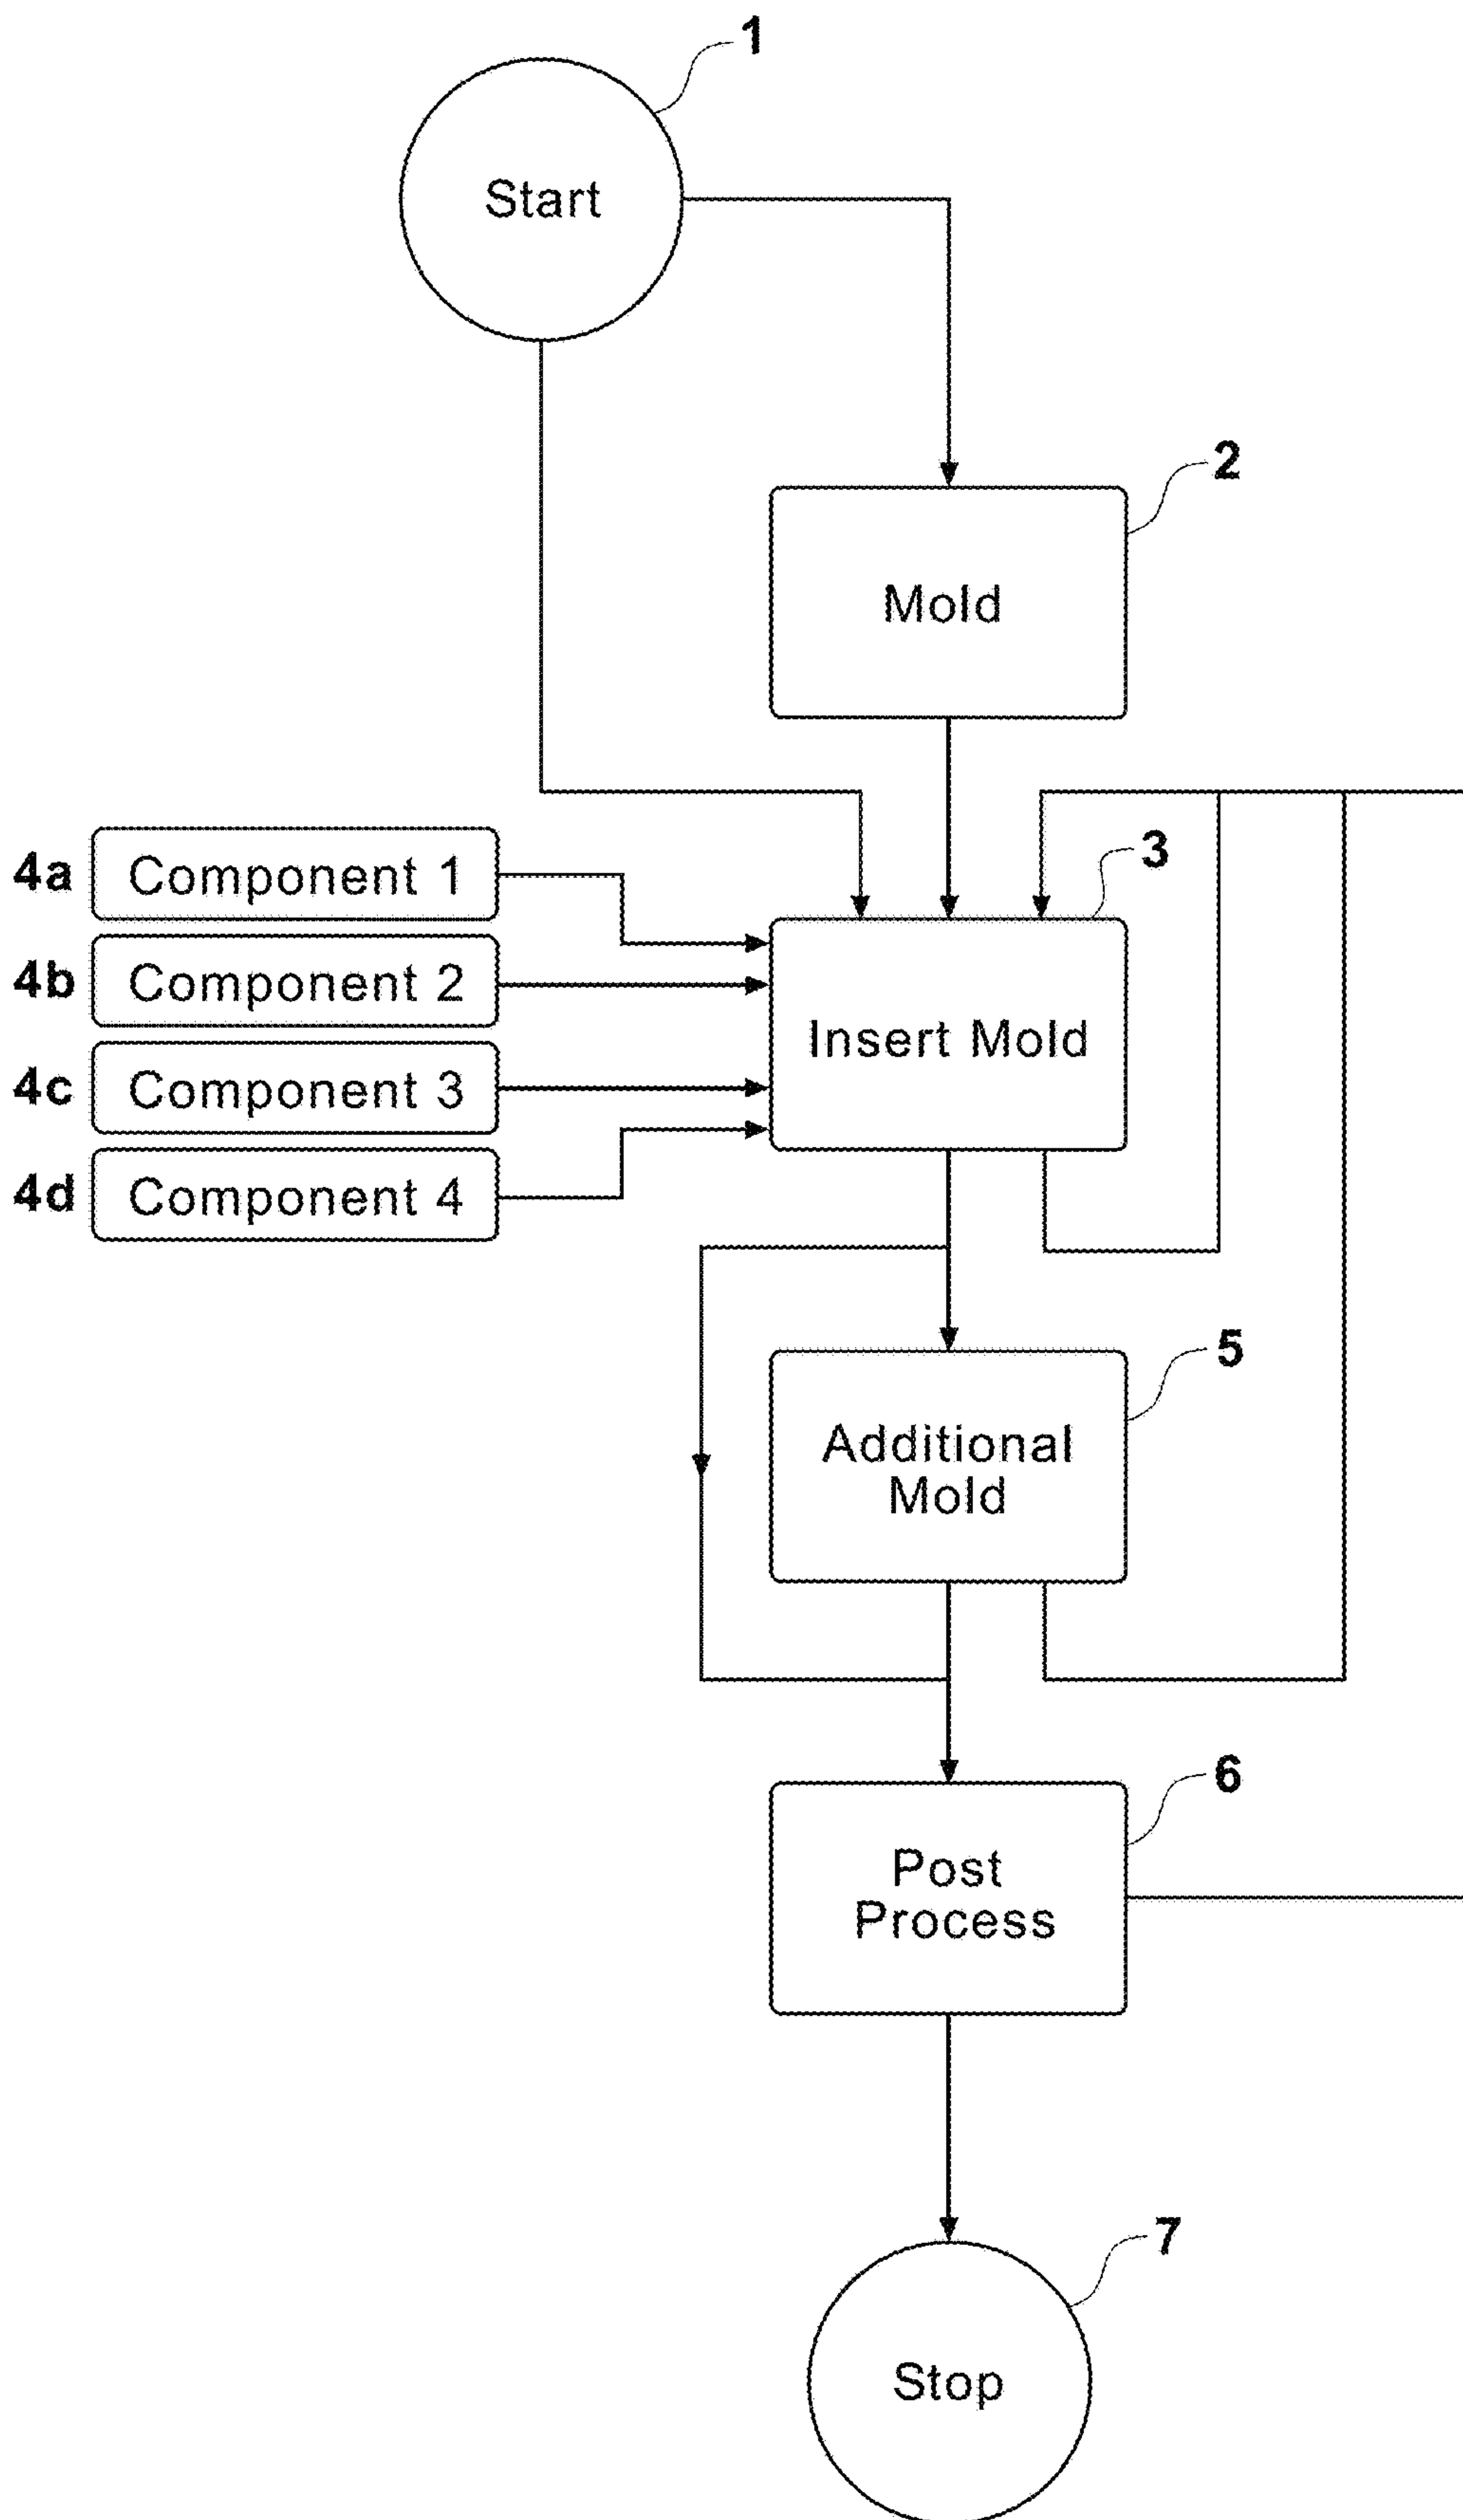 1
Start
2
Mold
3
4a Component 1
4b Component 2
Insert Mold
4c Component 3
4d Component 4
5
Additional
Mold
6
Post
Process
7
Stop